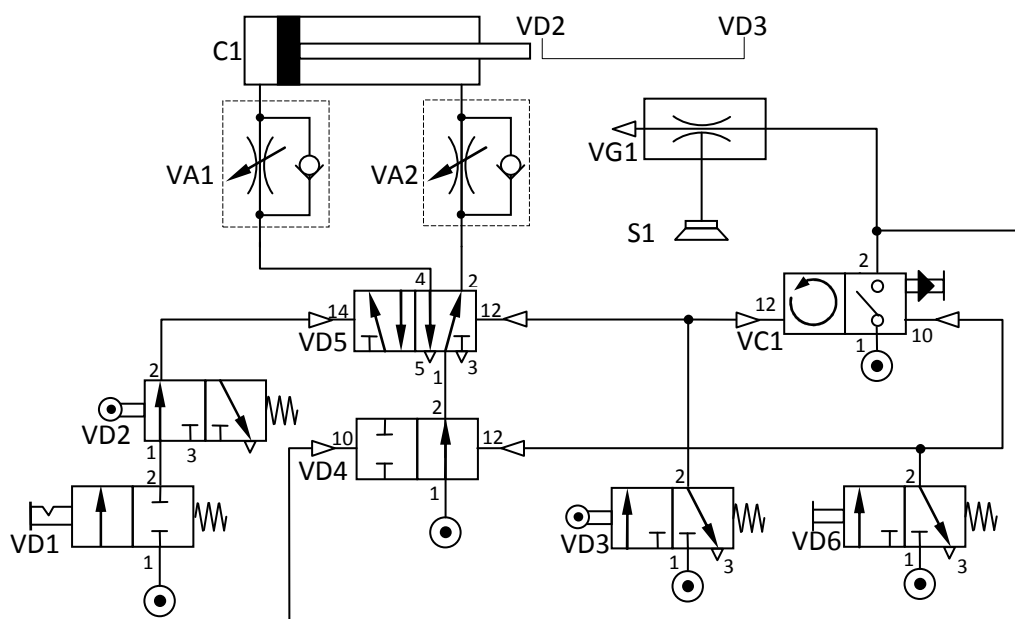 VD2 VD3
C1
VG1
VA1 VA2
S1
2
4 2
14 12 12
VD5 VC1
5 3 1 10
1
2
VD2 2
10 12
1 3 VD4 2 2
2 1
VD1 VD3 VD6
1 1 3 1 3